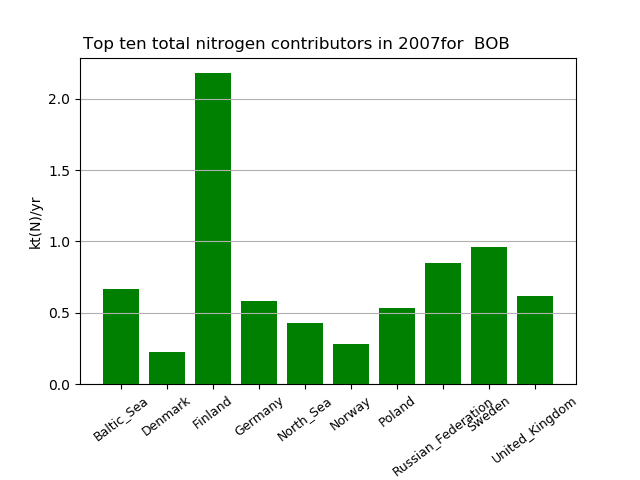 Top ten total nitrogen contributors in 2007for  BOB
kt(N)/yr
2.0
1.5
1.0
0.5
0.0
Baltic_Sea
Denmark
Finland
Germany
North_Sea
Norway
Poland
Russian_Federation
Sweden
United_Kingdom